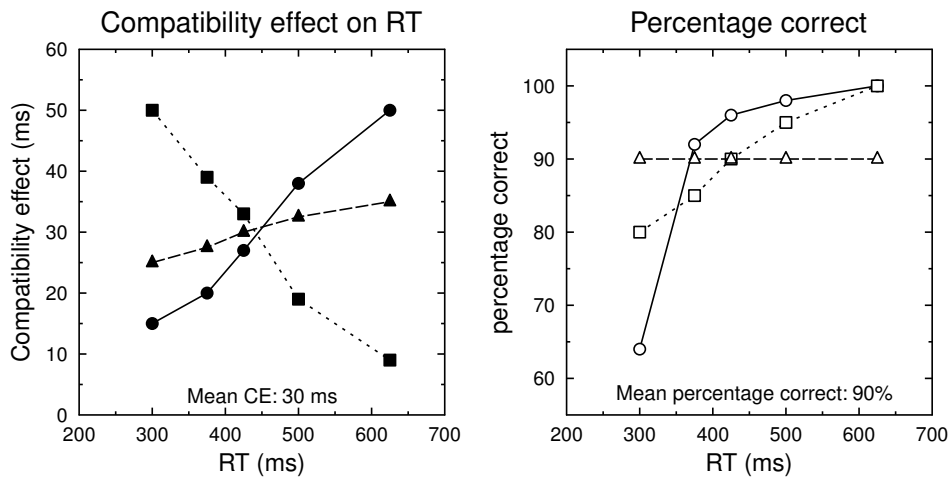 Compatibility effect on RT
60
50
40
30
20
10
0
Compatibility effect (ms)
Mean CE: 30 ms
200 300 400 500 600 700
RT (ms)
Percentage correct
100
90
80
70
60
percentage correct
Mean percentage correct: 90%
200 300 400 500 600 700
RT (ms)